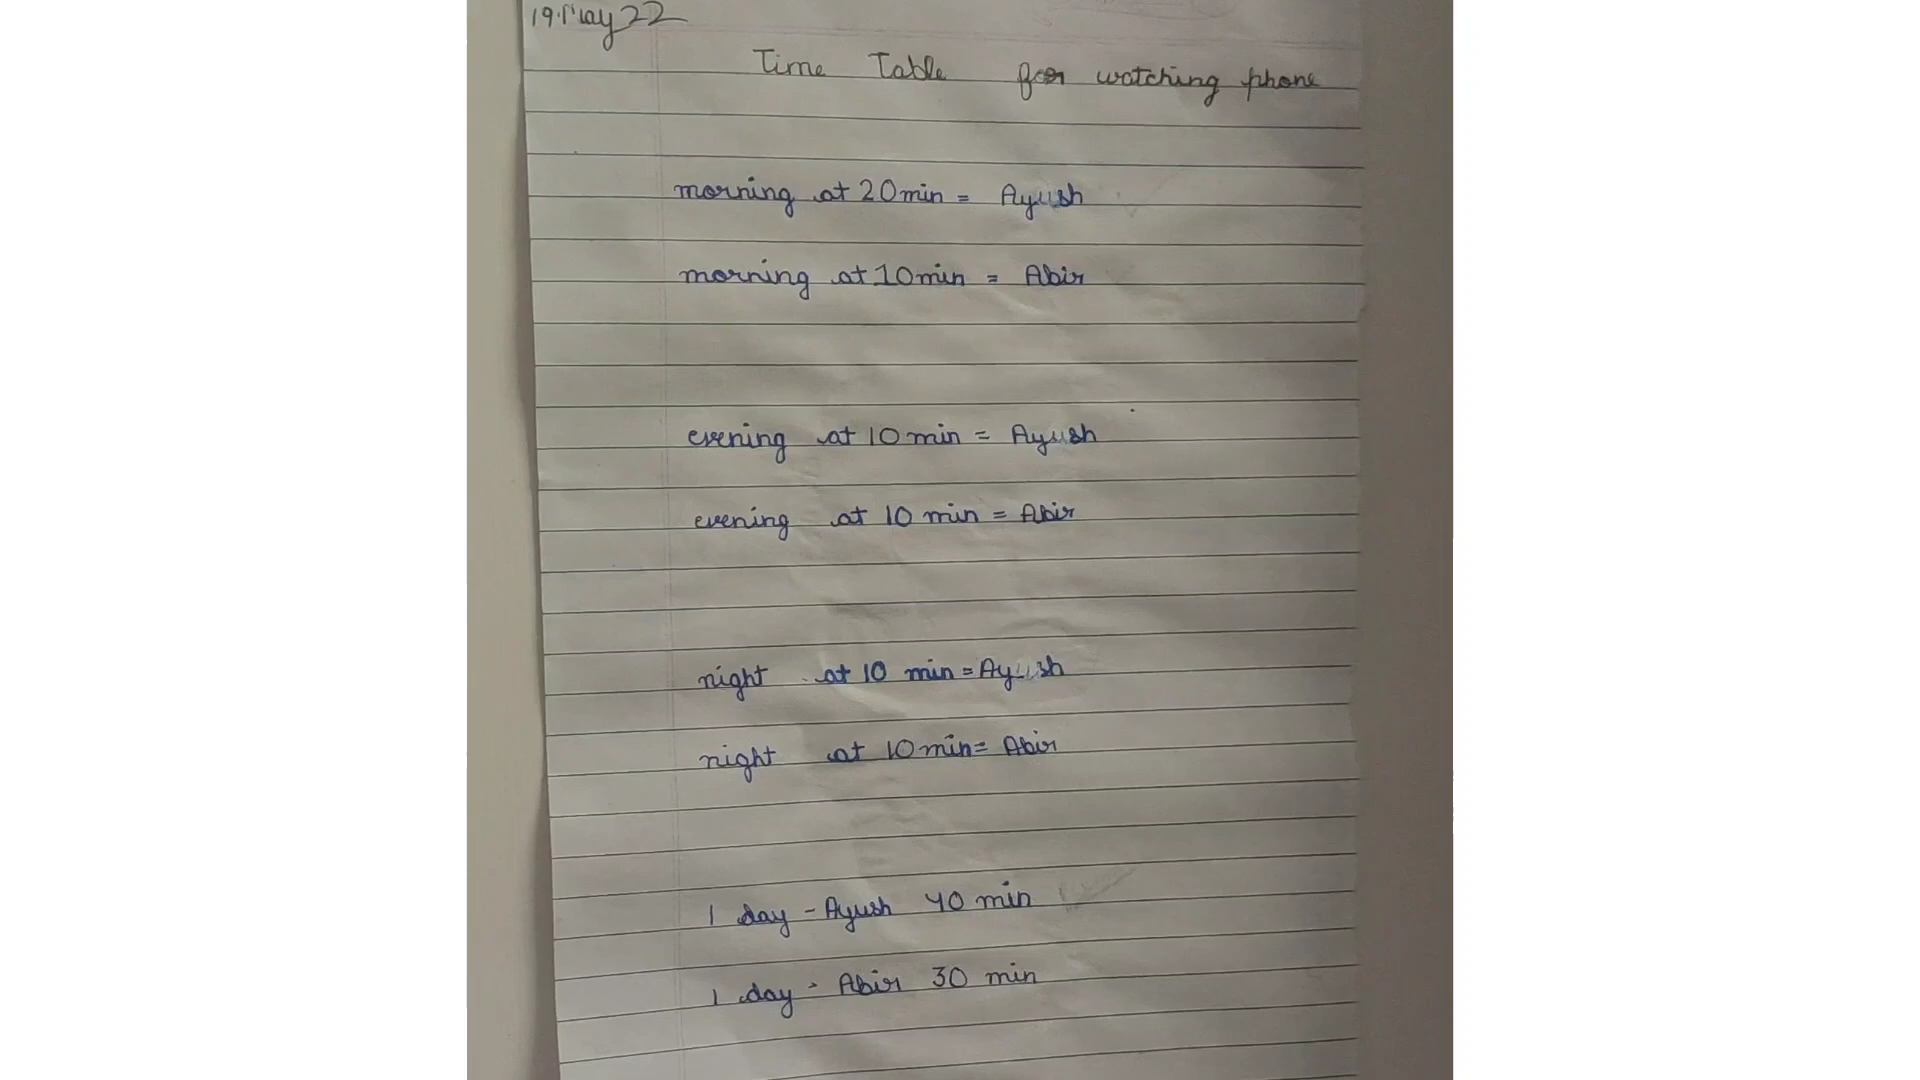 19.May 22
Time Table for watching phone
morning at 20 min = Ayush
morning at 10 min = Abir
evening at 10 min = Ayush
evening at 10 min = Abir
night at 10 min = Ayush
night at 10 min = Abir
1 day - Ayush 40 min
1 day - Abir 30 min